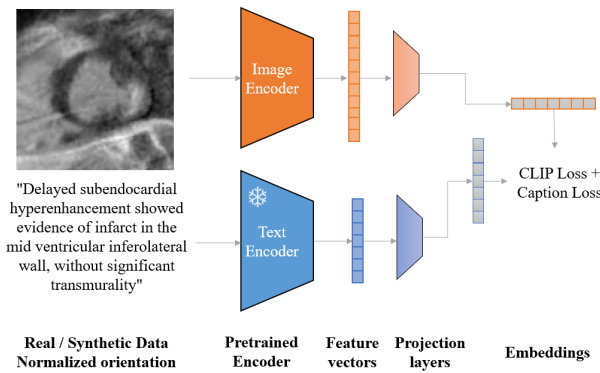 Image
Encoder
CLIP Loss +
Caption Loss
"Delayed subendocardial
hyperenhancement showed
evidence of infarct in the
mid ventricular inferolateral
wall, without significant
transmurality"
Text
Encoder
Real / Synthetic Data
Normalized orientation
Pretrained
Encoder
Feature
vectors
Projection
layers
Embeddings